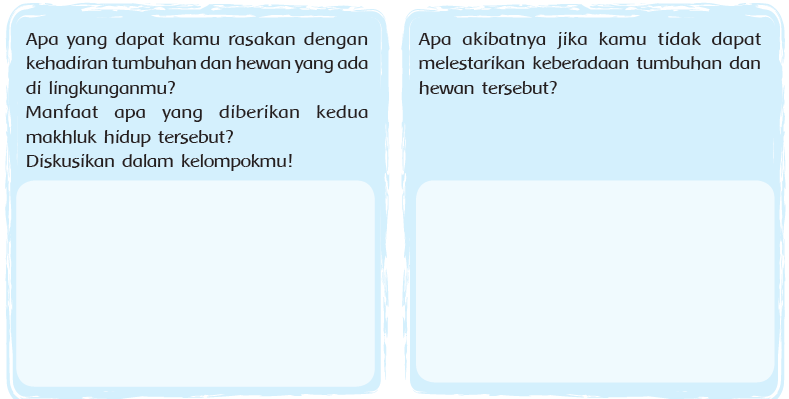 Apa yang dapat kamu rasakan dengan
kehadiran tumbuhan dan hewan yang ada
di lingkunganmu?
Manfaat apa yang diberikan kedua
makhluk hidup tersebut?
Diskusikan dalam kelompokmu!
Apa akibatnya jika kamu tidak dapat
melestarikan keberadaan tumbuhan dan
hewan tersebut?